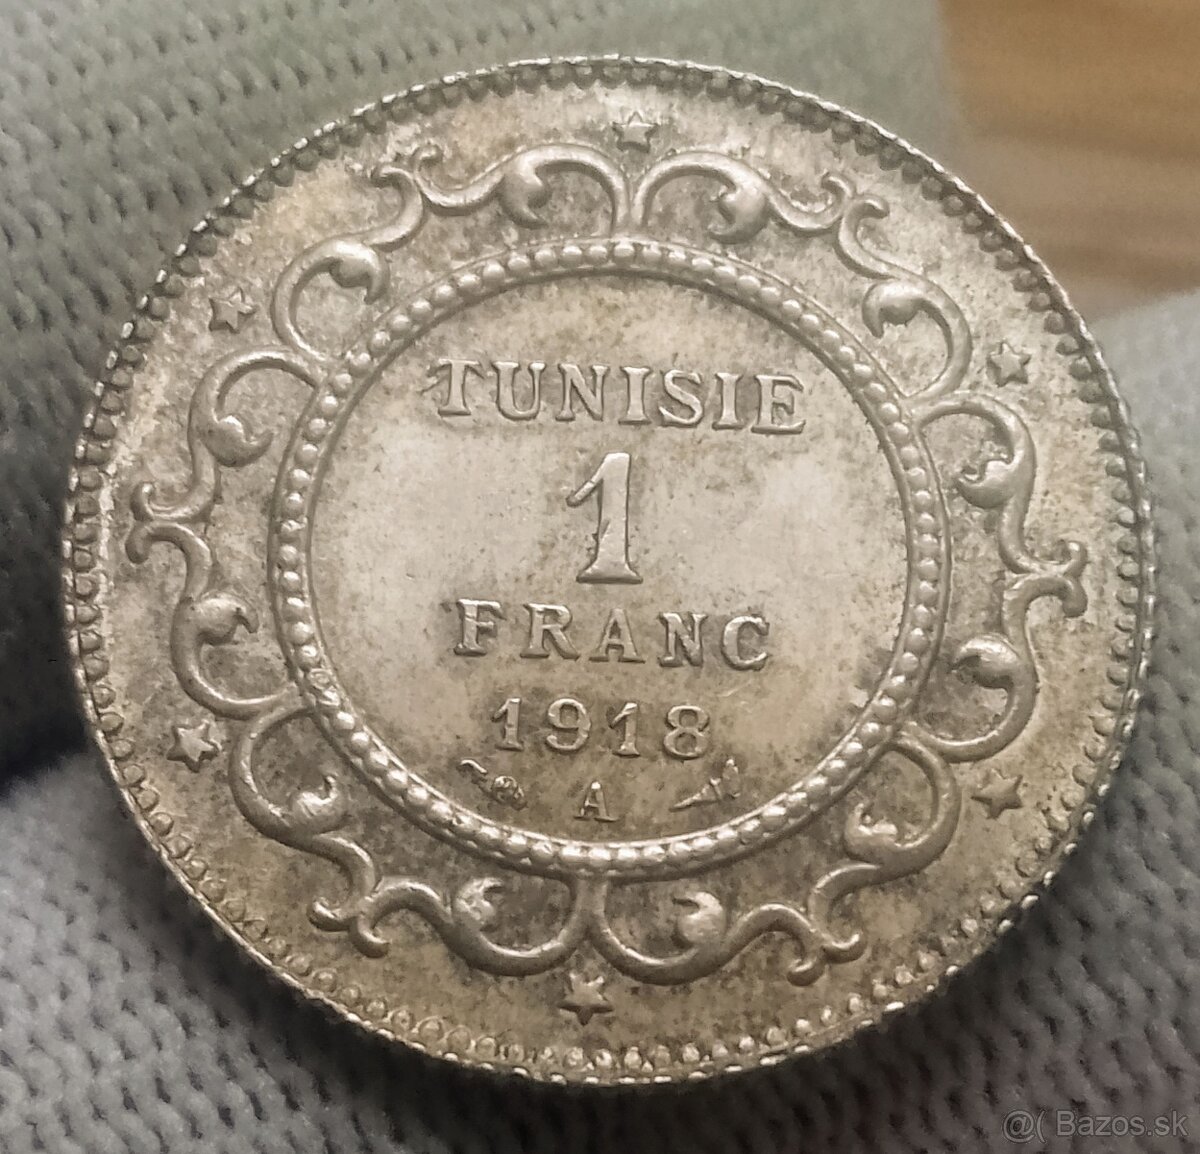 TUNISIE
1
FRANC
1918
A
@( Bazos.sk